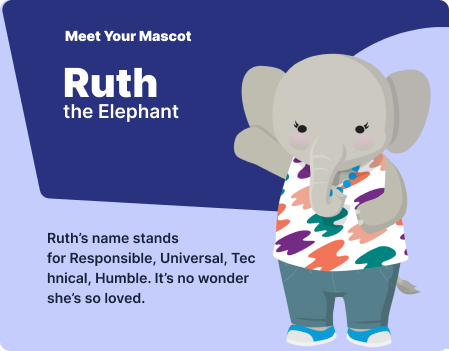 Meet Your Mascot
Ruth
the Elephant
Ruth's name stands
for Responsible, Universal, Tec
hnical, Humble. It's no wonder
she's so loved.